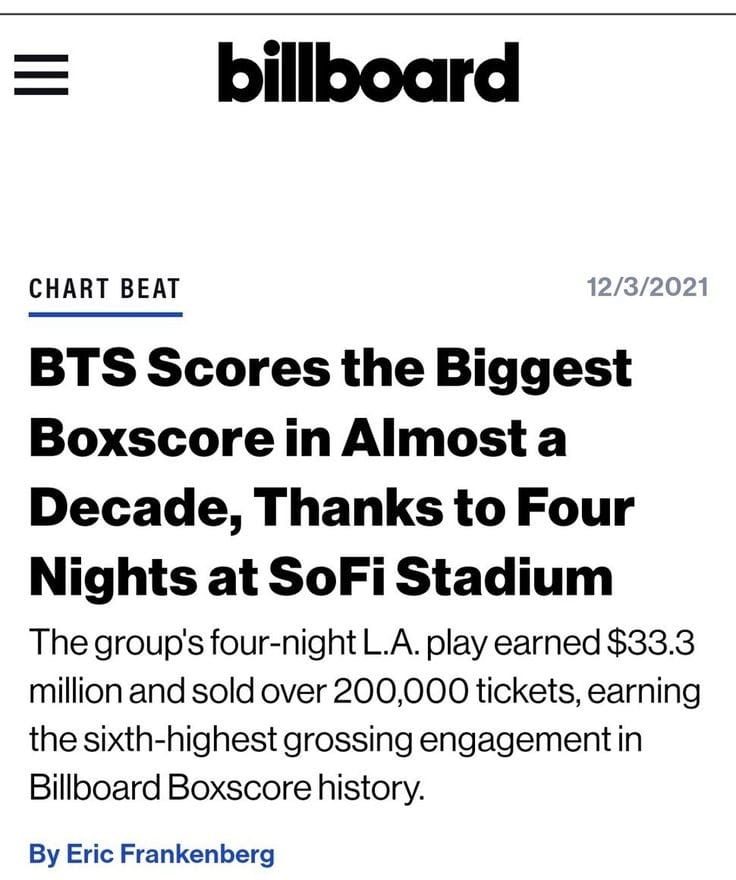 billboard
CHART BEAT
12/3/2021
BTS Scores the Biggest
Boxscore in Almost a
Decade, Thanks to Four
Nights at SoFi Stadium
The group's four-night L.A. play earned $33.3
million and sold over 200,000 tickets, earning
the sixth-highest grossing engagement in
Billboard Boxscore history.
By Eric Frankenberg